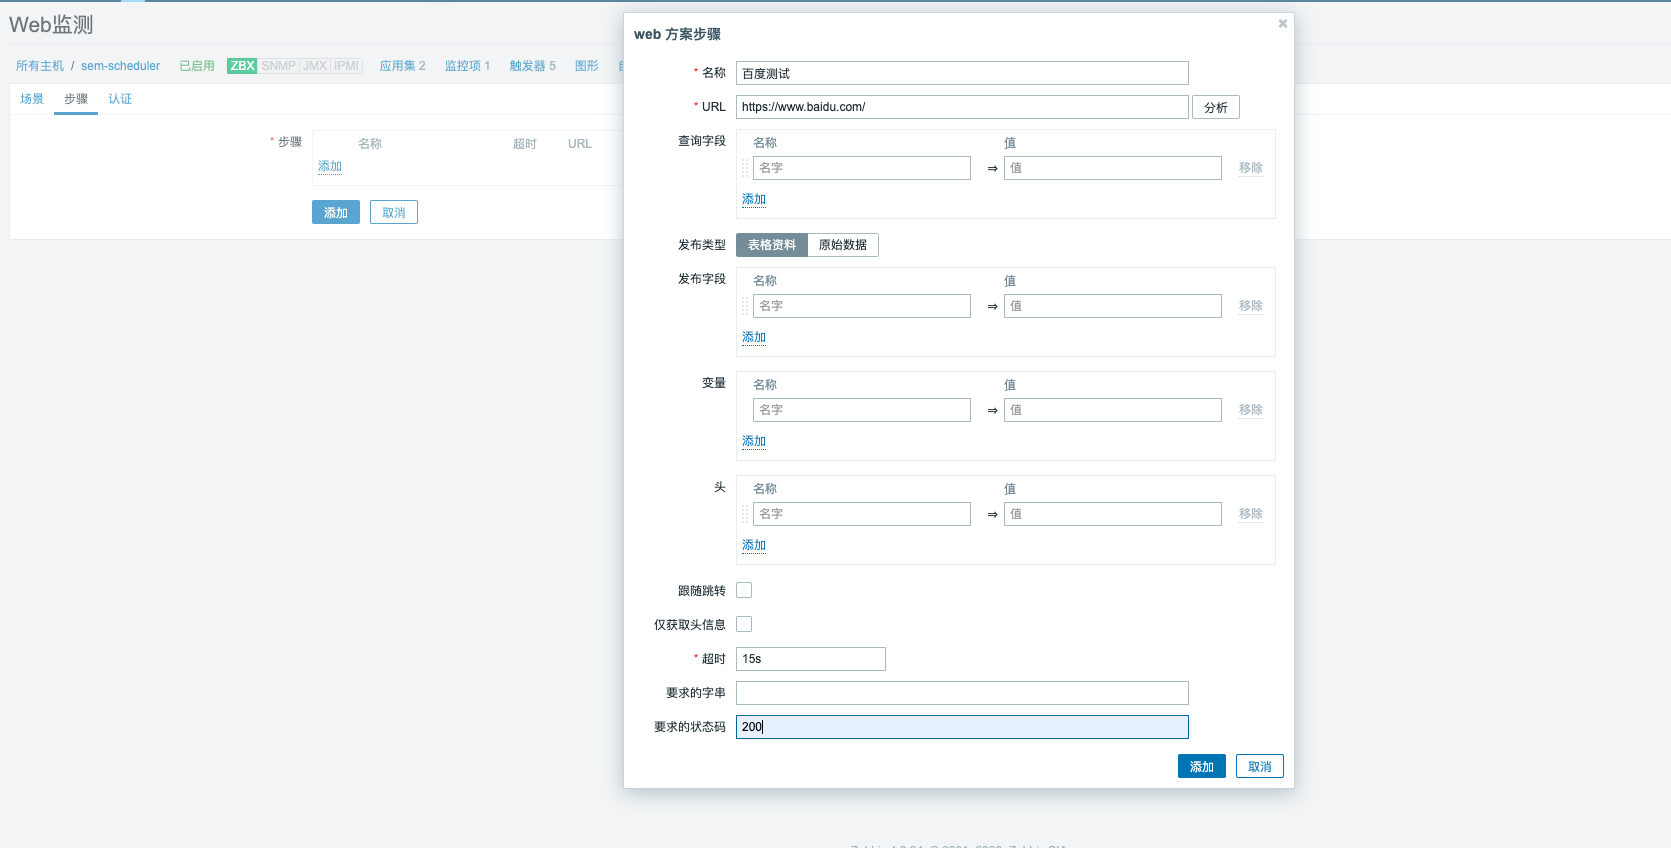 Web监测
所有主机 / sem-scheduler 已启用 ZBX SNMP JMX IPMI 应用集 2 监控项 1 触发器 5 图形
场景 步骤 认证
* 步骤 名称 超时 URL
添加
添加 取消
web 方案步骤
* 名称 百度测试
* URL https://www.baidu.com/ 分析
查询字段 名称 值
名字 ⇒ 值 移除
添加
发布类型 表格资料 原始数据
发布字段 名称 值
名字 ⇒ 值 移除
添加
变量 名称 值
名字 ⇒ 值 移除
添加
头 名称 值
名字 ⇒ 值 移除
添加
跟随跳转
仅获取头信息
* 超时 15s
要求的字串
要求的状态码 200
添加 取消